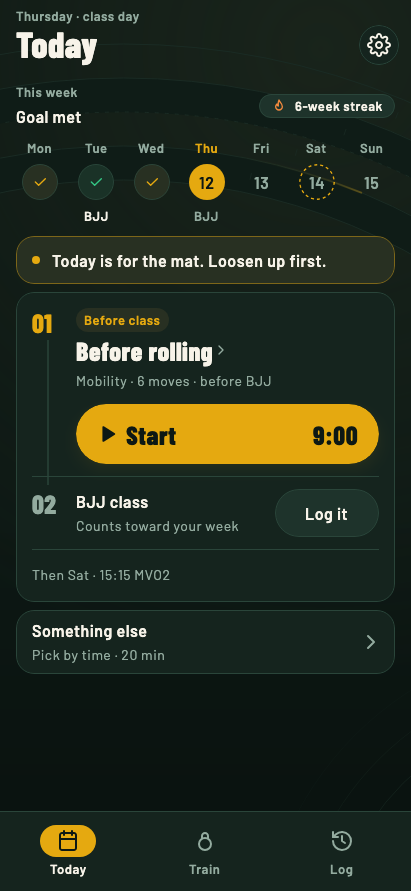 Thursday · class day
Today
This week
Goal met
6-week streak
Mon Tue Wed Thu Fri Sat Sun
12 13 14 15
BJJ BJJ
Today is for the mat. Loosen up first.
01
Before class
Before rolling
Mobility · 6 moves · before BJJ
Start 9:00
02
BJJ class
Counts toward your week
Log it
Then Sat · 15:15 MVO2
Something else
Pick by time · 20 min
Today Train Log